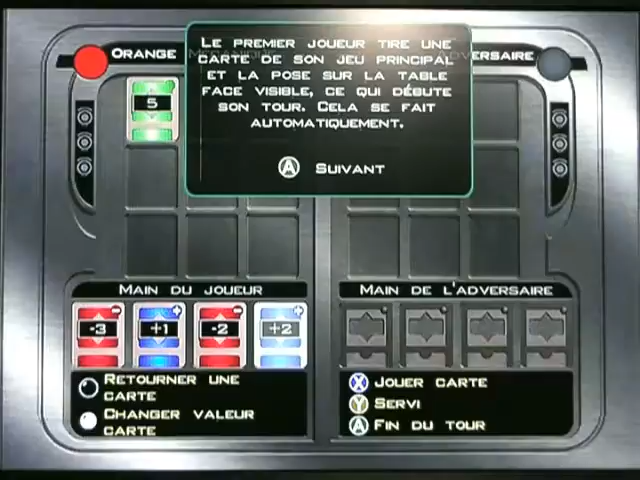 Orange
Adversaire
Le premier joueur tire une
carte de son jeu principal
et la pose sur la table
face visible, ce qui débute
son tour. Cela se fait
automatiquement.
A Suivant
5
Main du joueur
Main de l'adversaire
-3
+1
-2
+2
Retourner une
carte
Changer valeur
carte
X Jouer carte
Y Servi
A Fin du tour